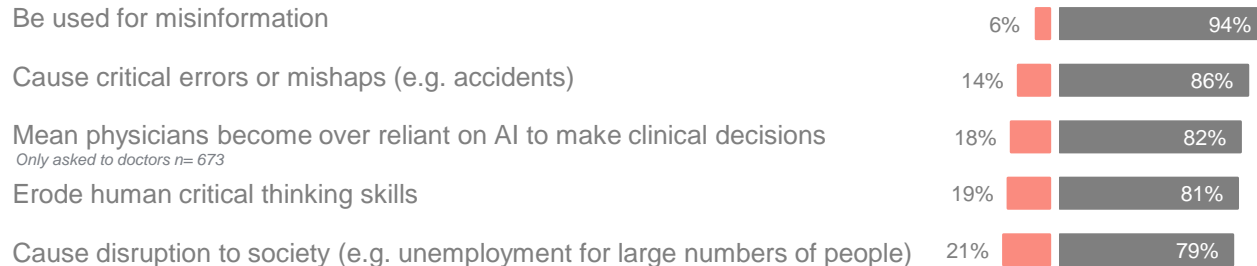 Be used for misinformation 6% 94%
Cause critical errors or mishaps (e.g. accidents) 14% 86%
Mean physicians become over reliant on AI to make clinical decisions 18% 82%
Only asked to doctors n= 673
Erode human critical thinking skills 19% 81%
Cause disruption to society (e.g. unemployment for large numbers of people) 21% 79%